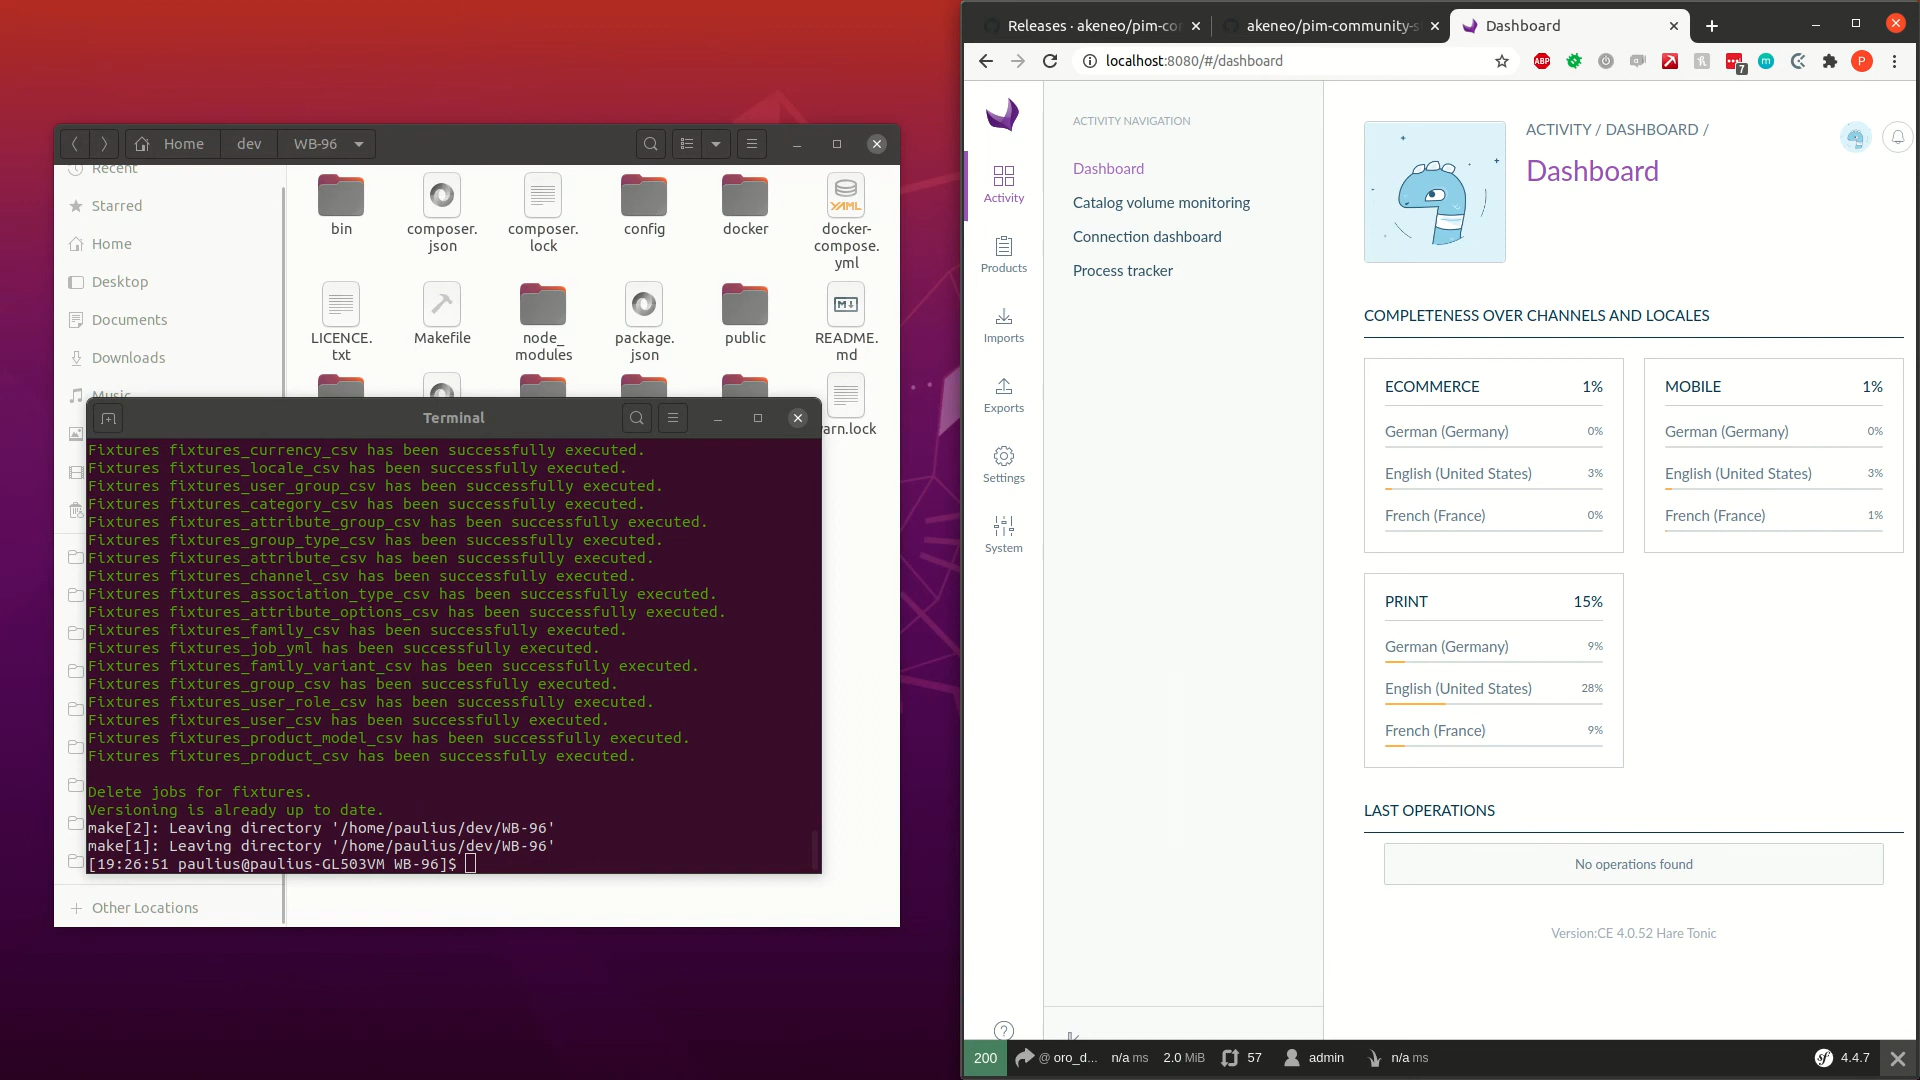 Home
dev
WB-96
Recent
Starred
Home
Desktop
Documents
Downloads
Music
Other Locations
bin
composer.
json
composer.
lock
config
docker
docker-
compose.
yml
YAML
LICENCE.
txt
Makefile
node_
modules
package.
json
public
README.
md
yarn.lock
Terminal
Fixtures fixtures_currency_csv has been successfully executed.
Fixtures fixtures_locale_csv has been successfully executed.
Fixtures fixtures_user_group_csv has been successfully executed.
Fixtures fixtures_category_csv has been successfully executed.
Fixtures fixtures_attribute_group_csv has been successfully executed.
Fixtures fixtures_group_type_csv has been successfully executed.
Fixtures fixtures_attribute_csv has been successfully executed.
Fixtures fixtures_channel_csv has been successfully executed.
Fixtures fixtures_association_type_csv has been successfully executed.
Fixtures fixtures_attribute_options_csv has been successfully executed.
Fixtures fixtures_family_csv has been successfully executed.
Fixtures fixtures_job_yml has been successfully executed.
Fixtures fixtures_family_variant_csv has been successfully executed.
Fixtures fixtures_group_csv has been successfully executed.
Fixtures fixtures_user_role_csv has been successfully executed.
Fixtures fixtures_user_csv has been successfully executed.
Fixtures fixtures_product_model_csv has been successfully executed.
Fixtures fixtures_product_csv has been successfully executed.
Delete jobs for fixtures.
Versioning is already up to date.
make[2]: Leaving directory '/home/paulius/dev/WB-96'
make[1]: Leaving directory '/home/paulius/dev/WB-96'
[19:26:51 paulius@paulius-GL503VM WB-96]$
Releases · akeneo/pim-co
akeneo/pim-community-s
Dashboard
localhost:8080/#/dashboard
ABP
7
m
P
Activity
Products
Imports
Exports
Settings
System
ACTIVITY NAVIGATION
Dashboard
Catalog volume monitoring
Connection dashboard
Process tracker
ACTIVITY / DASHBOARD /
Dashboard
COMPLETENESS OVER CHANNELS AND LOCALES
ECOMMERCE 1%
German (Germany) 0%
English (United States) 3%
French (France) 0%
MOBILE 1%
German (Germany) 0%
English (United States) 3%
French (France) 1%
PRINT 15%
German (Germany) 9%
English (United States) 28%
French (France) 9%
LAST OPERATIONS
No operations found
Version:CE 4.0.52 Hare Tonic
200 @ oro_d... n/a ms 2.0 MiB 57 admin n/a ms sf 4.4.7